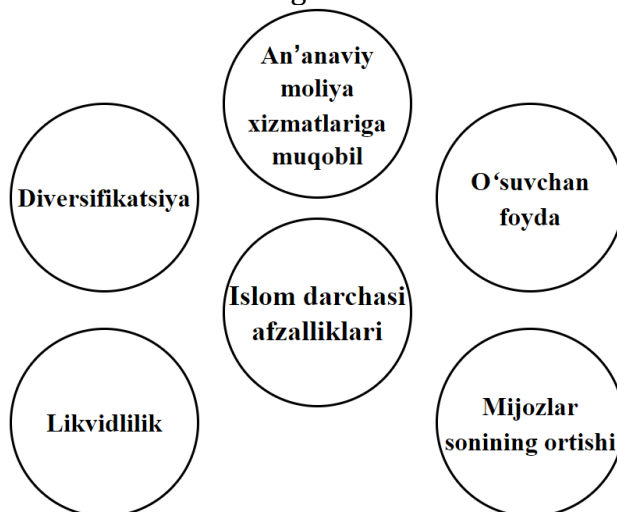 An’anaviy
moliya
xizmatlariga
muqobil
Diversifikatsiya
O‘suvchan
foyda
Islom darchasi
afzalliklari
Likvidlilik
Mijozlar
sonining ortishi